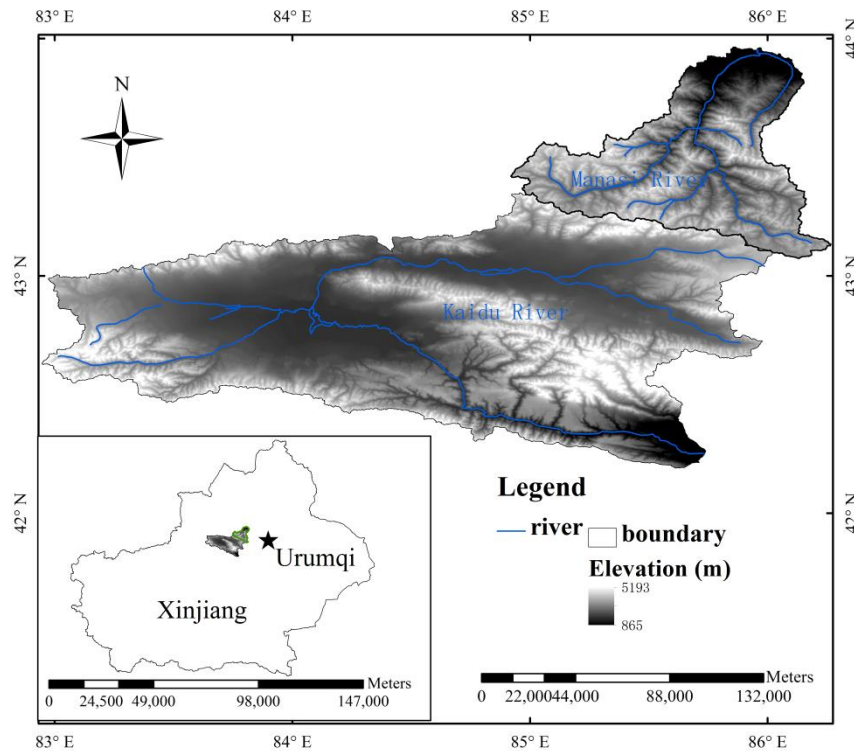 83° E 84° E 85° E 86° E
44° N
44° N
N
Manasi River
43° N
43° N
Kaidu River
Legend
river
boundary
Elevation (m)
5193
865
42° N
42° N
Urumqi
Xinjiang
Meters
0 24,500 49,000 98,000 147,000
Meters
0 22,000 44,000 88,000 132,000
83° E 84° E 85° E 86° E